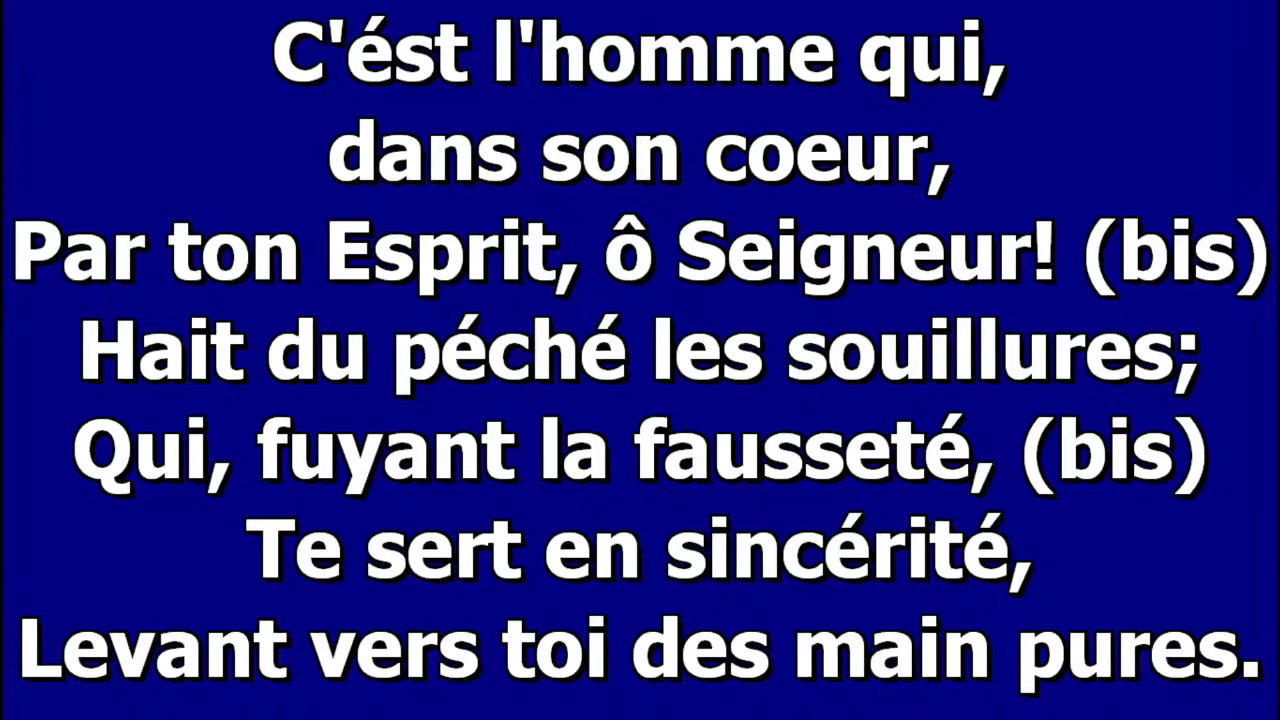 C'ést l'homme qui,
dans son coeur,
Par ton Esprit, ô Seigneur! (bis)
Hait du péché les souillures;
Qui, fuyant la fausseté, (bis)
Te sert en sincérité,
Levant vers toi des main pures.